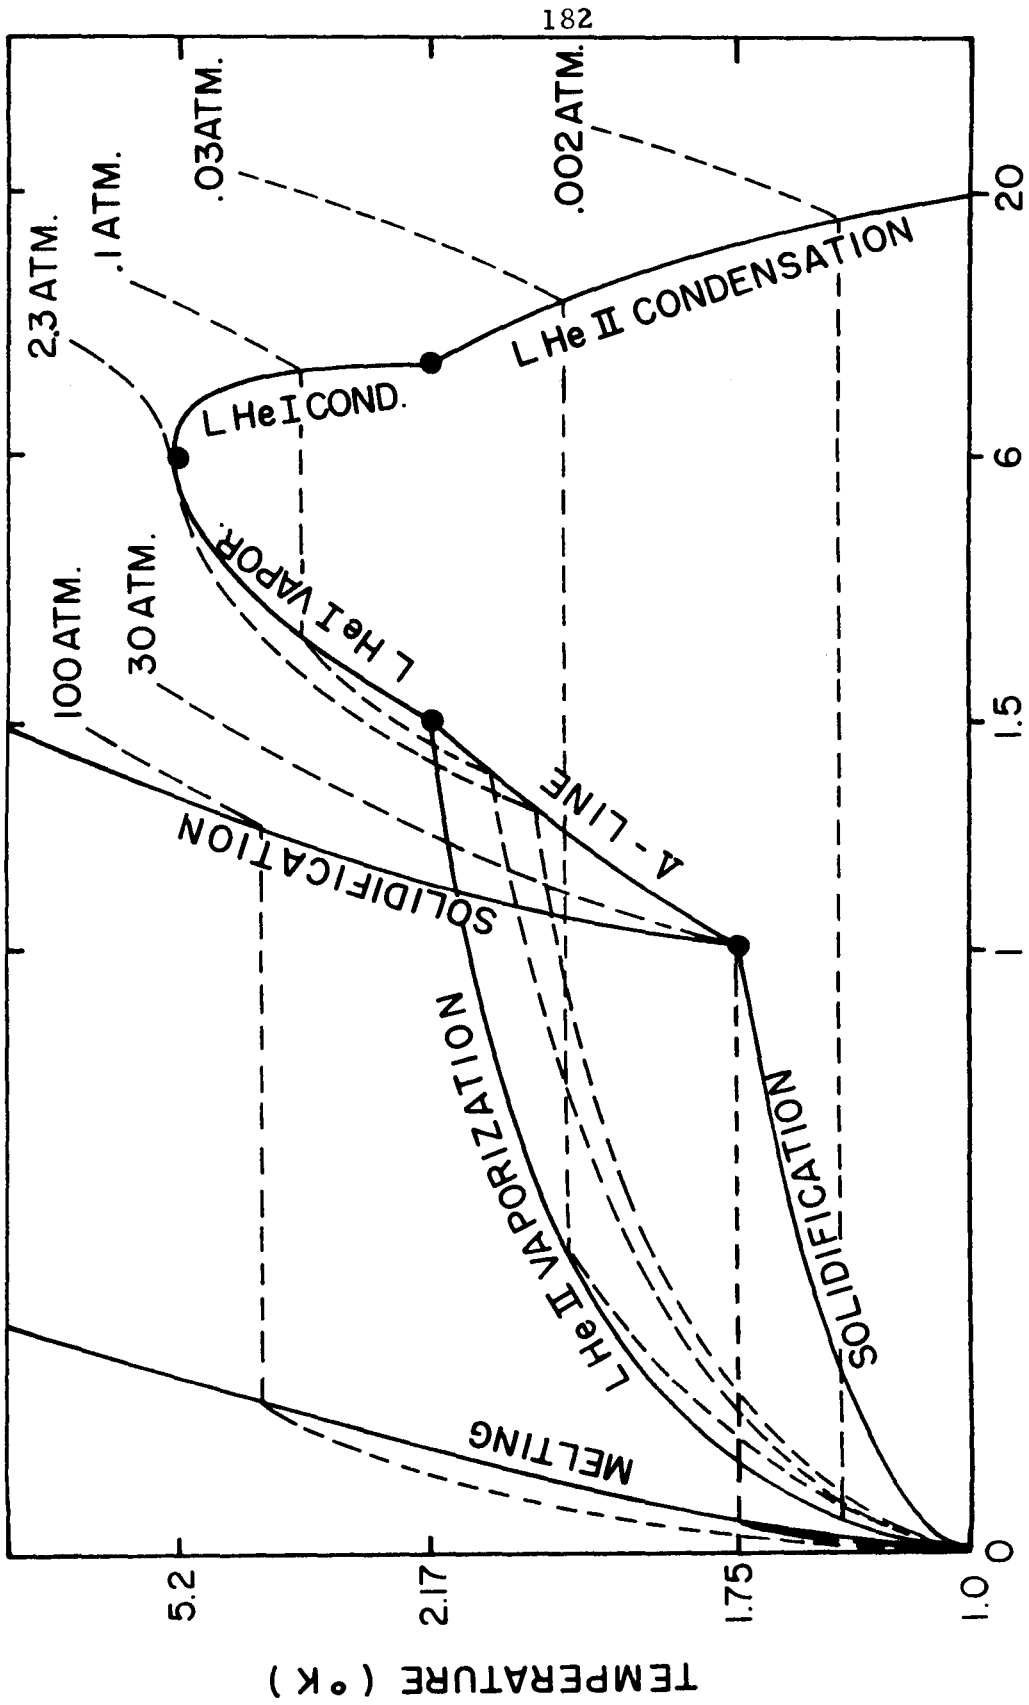 182
2.3 ATM.
.1 ATM.
.03 ATM.
.002 ATM.
100 ATM.
30 ATM.
L He I COND.
L He II CONDENSATION
L He I VAPOR.
SOLIDIFICATION
Λ - LINE
L He II VAPORIZATION
SOLIDIFICATION
MELTING
5.2
2.17
1.75
1.0
0
1
1.5
6
20
TEMPERATURE (°K)